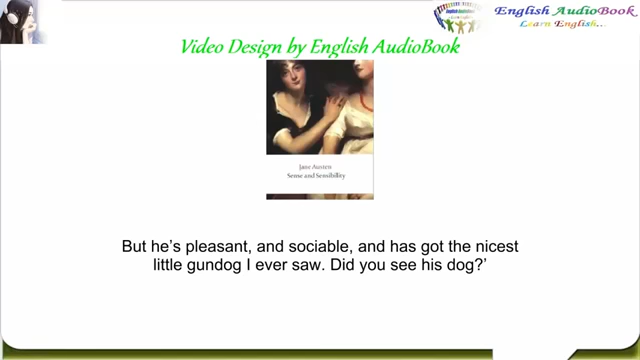 English AudioBook
Learn English...
Video Design by English AudioBook
Jane Austen
Sense and Sensibility
But he's pleasant, and sociable, and has got the nicest
little gundog I ever saw. Did you see his dog?'